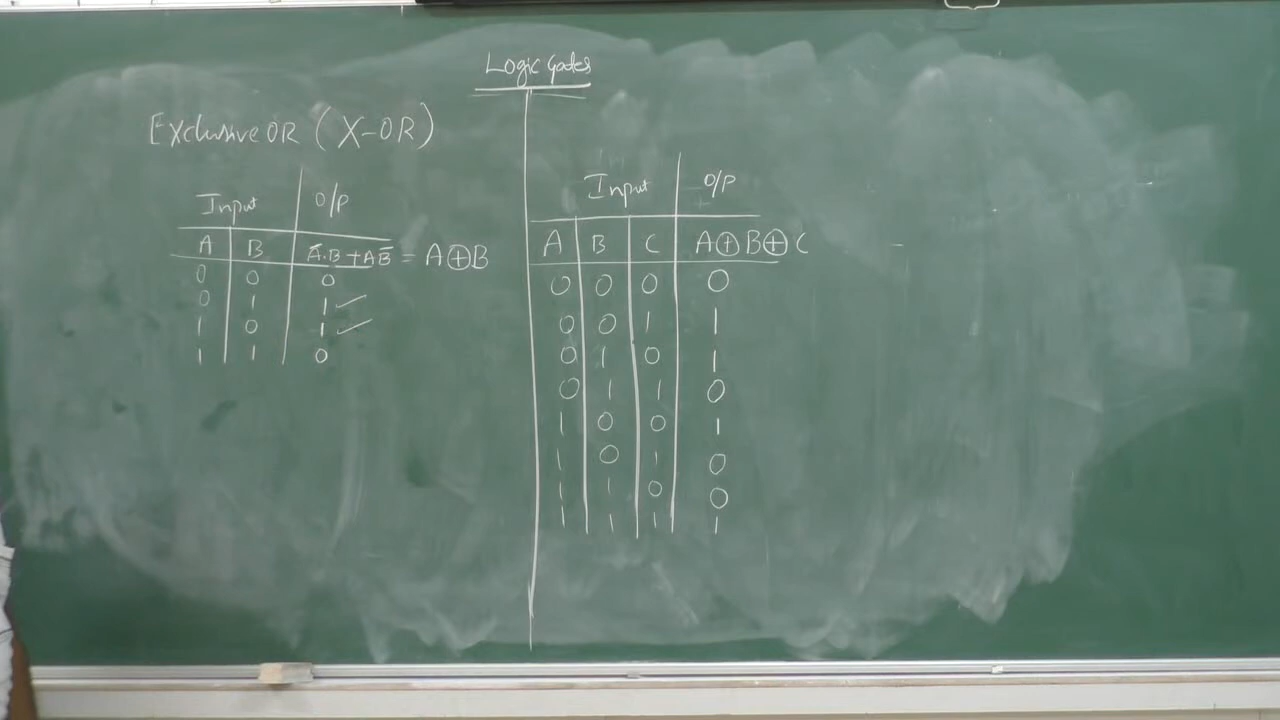 Logic Gates
Exclusive OR (X-OR)
Input O/P
A B A̅.B + AB̅ = A⊕B
0 0 0
0 1 1 ✓
1 0 1 ✓
1 1 0
Input O/P
A B C A⊕B⊕C
0 0 0 0
0 0 1 1
0 1 0 1
0 1 1 0
1 0 0 1
1 0 1 0
1 1 0 0
1 1 1 1